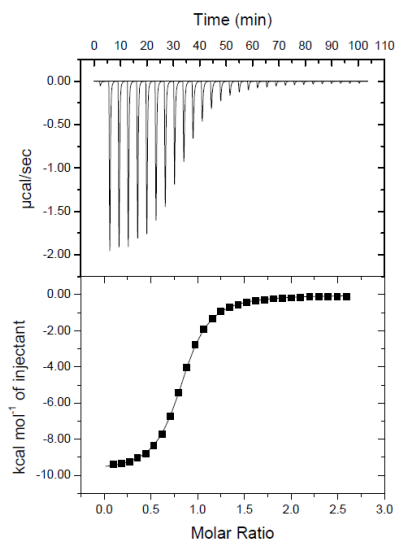 Time (min)
0 10 20 30 40 50 60 70 80 90 100 110
0.00
-0.50
-1.00
-1.50
-2.00
µcal/sec
0.00
-2.00
-4.00
-6.00
-8.00
-10.00
kcal mol⁻¹ of injectant
0.0 0.5 1.0 1.5 2.0 2.5 3.0
Molar Ratio